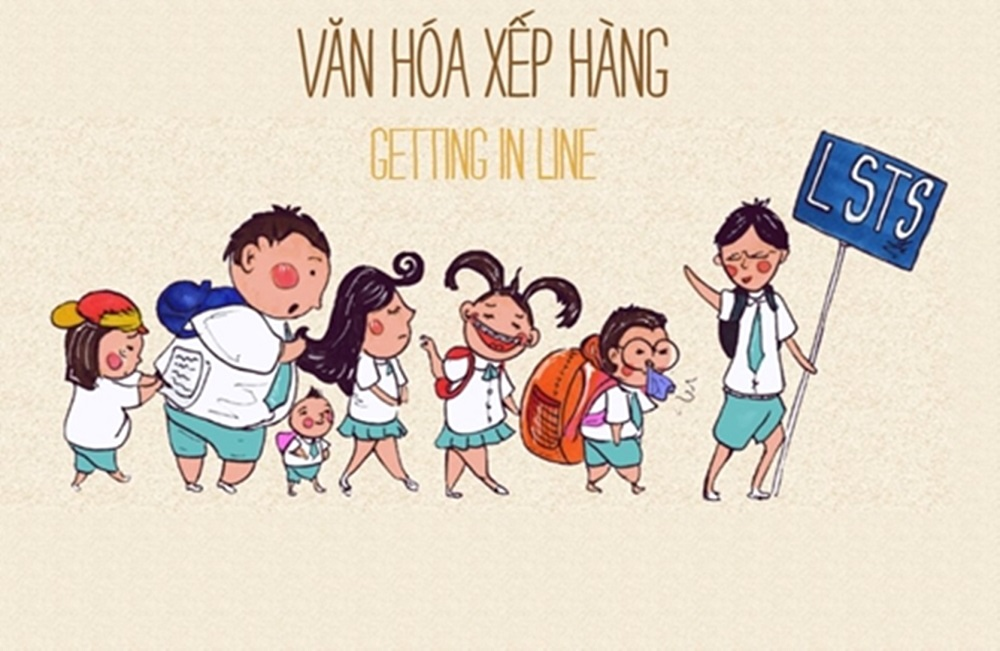 VĂN HÓA XẾP HÀNG
GETTING IN LINE
LSTS